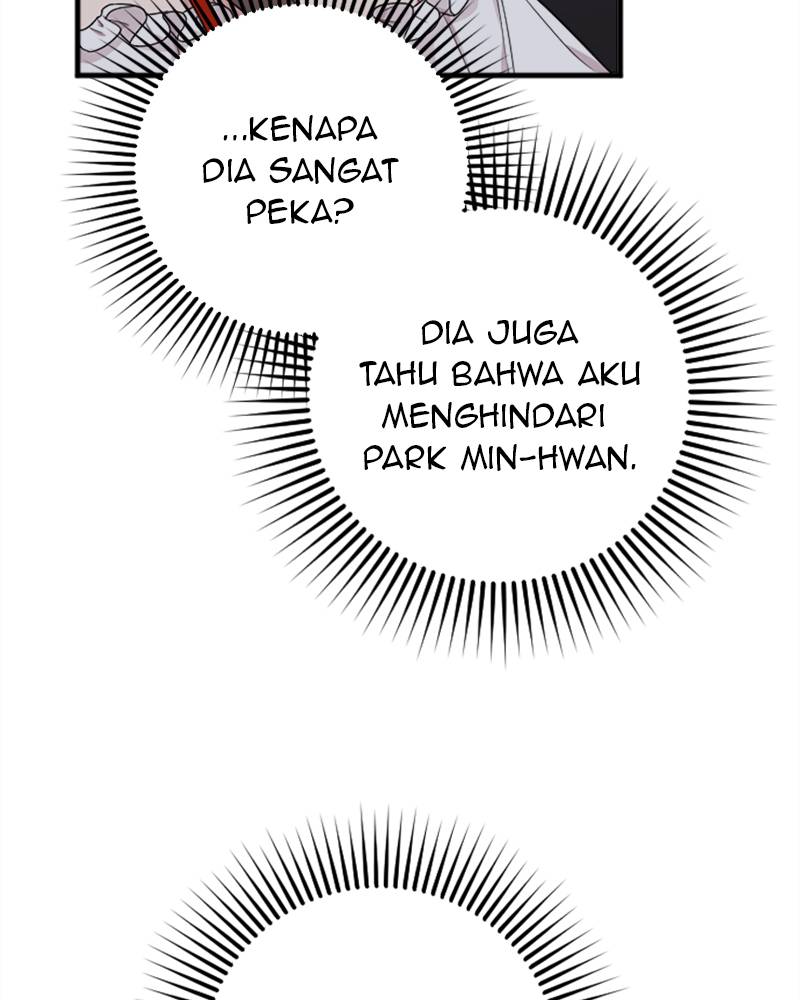 ...KENAPA
DIA SANGAT
PEKA?
DIA JUGA
TAHU BAHWA AKU
MENGHINDARI
PARK MIN-HWAN.